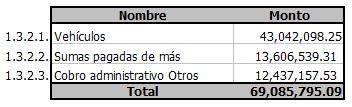 Nombre Monto
1.3.2.1. Vehículos 43,042,098.25
1.3.2.2. Sumas pagadas de más 13,606,539.31
1.3.2.3. Cobro administrativo Otros 12,437,157.53
Total 69,085,795.09